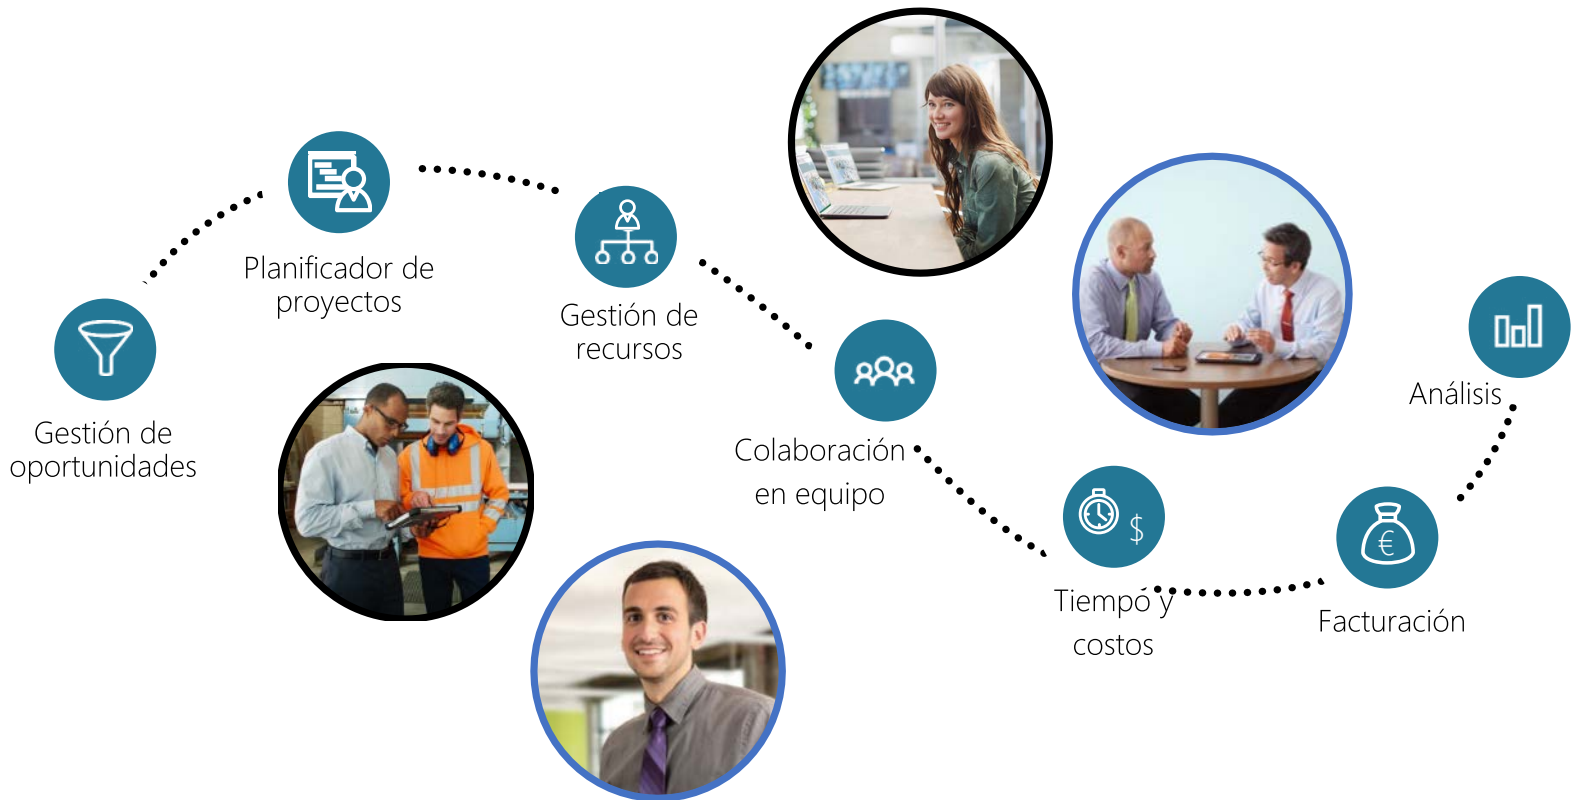 Gestión de
oportunidades
Planificador de
proyectos
Gestión de
recursos
Colaboración
en equipo
$
Tiempo y
costos
€
Facturación
Análisis